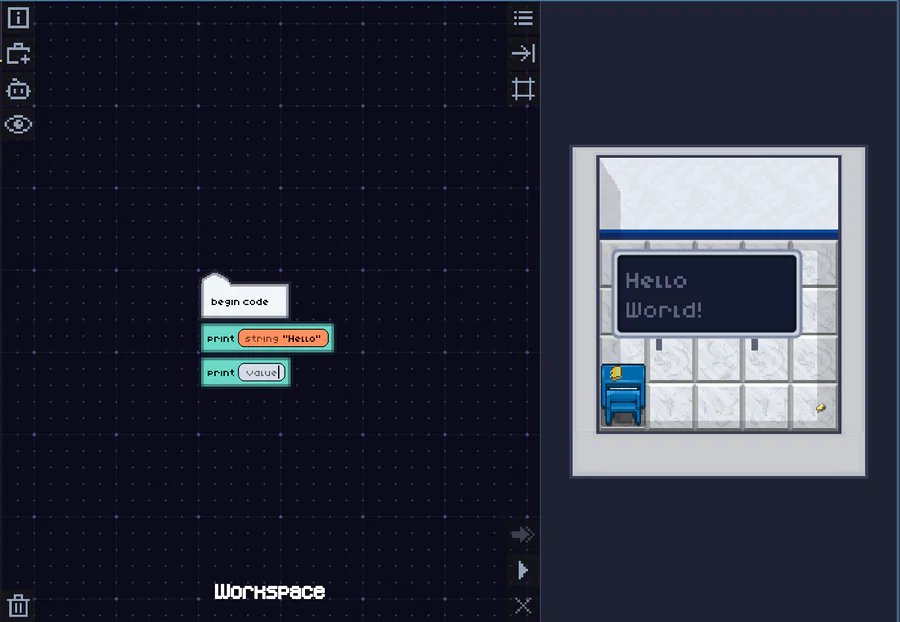 begin code
print string "Hello"
print value
Workspace
Hello
World!